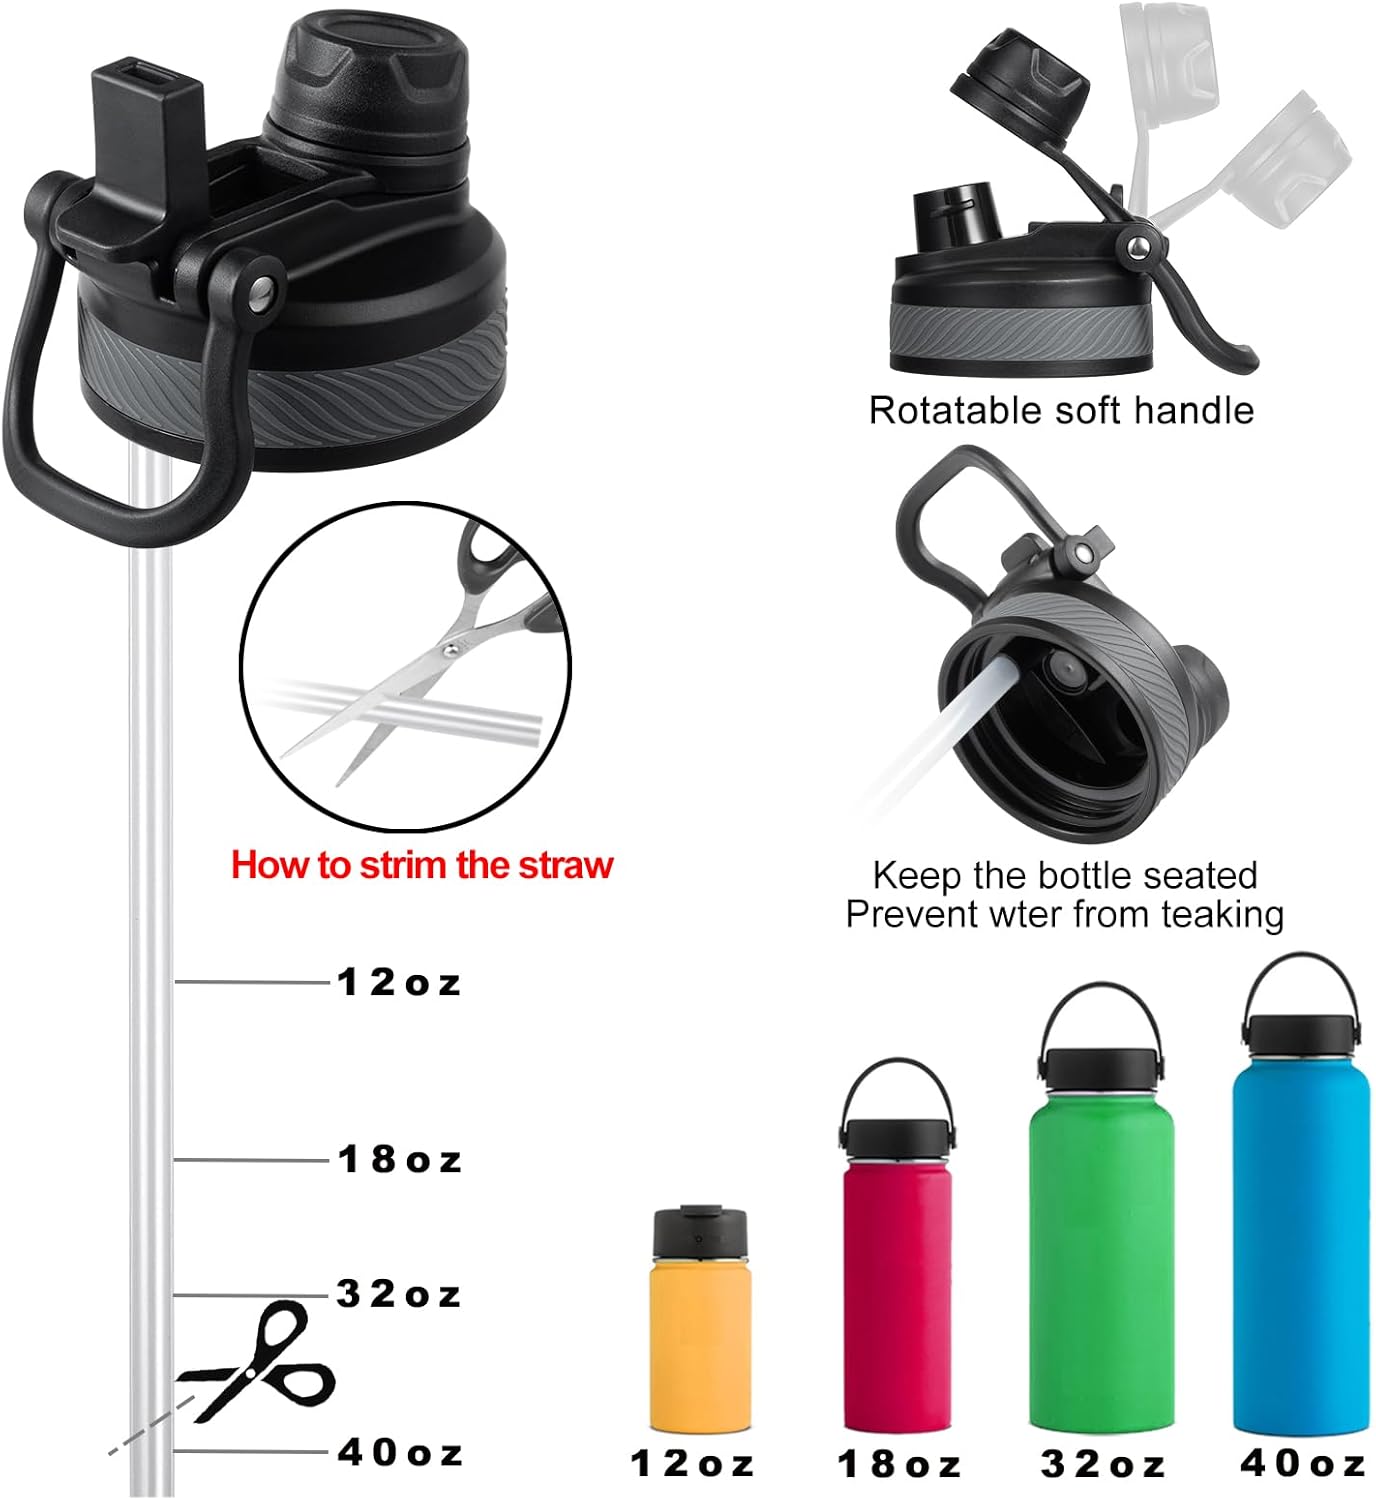 Rotatable soft handle
How to strim the straw
Keep the bottle seated
Prevent wter from teaking
12oz
18oz
32oz
40oz
12oz
18oz
32oz
40oz